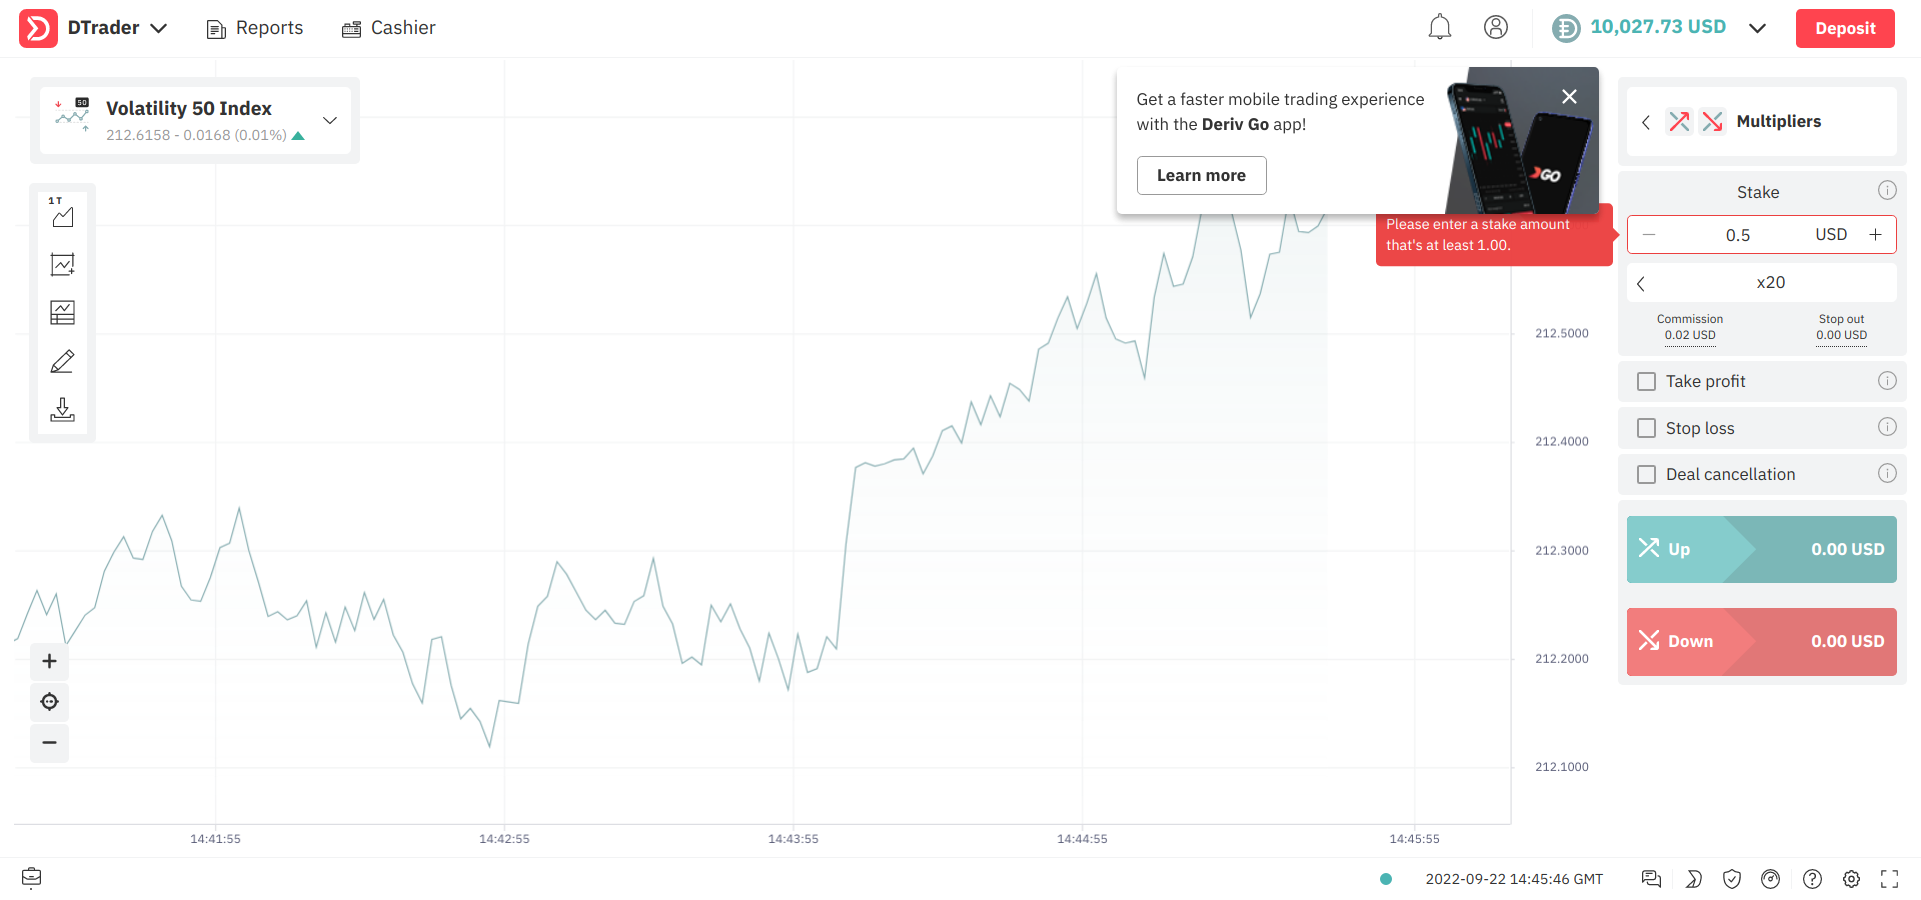 DTrader
Reports
Cashier
10,027.73 USD
Deposit
50
Volatility 50 Index
212.6158 - 0.0168 (0.01%)
Get a faster mobile trading experience
with the Deriv Go app!
Learn more
GO
Multipliers
1 T
Stake
Please enter a stake amount
that's at least 1.00.
0.5
USD
x20
Commission
0.02 USD
Stop out
0.00 USD
Take profit
Stop loss
Deal cancellation
Up
0.00 USD
Down
0.00 USD
212.5000
212.4000
212.3000
212.2000
212.1000
14:41:55
14:42:55
14:43:55
14:44:55
14:45:55
2022-09-22 14:45:46 GMT